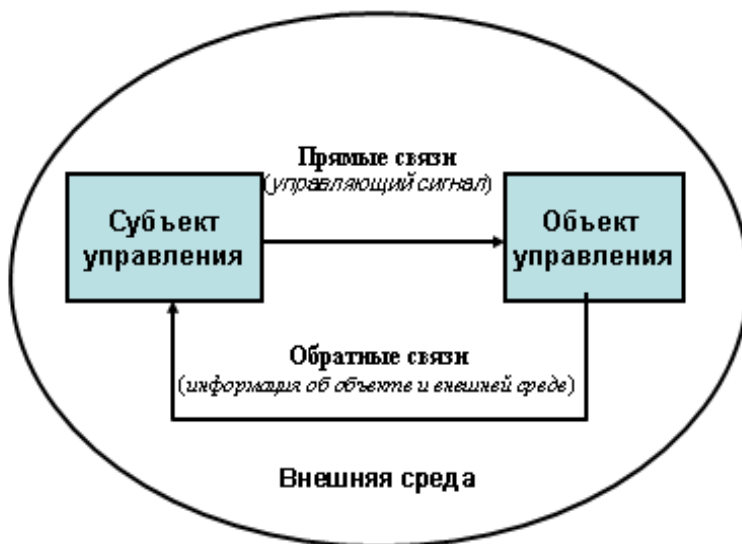 Прямые связи
(управляющий сигнал)
Субъект
управления
Объект
управления
Обратные связи
(информация об объекте и внешней среде)
Внешняя среда